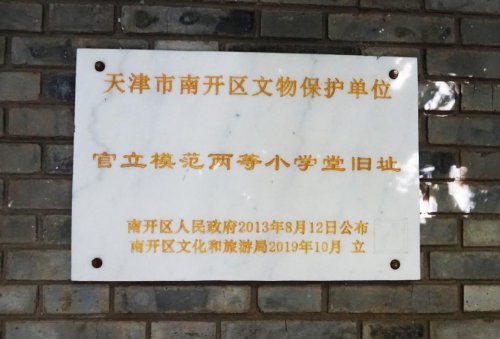 天津市南开区文物保护单位
官立模范两等小学堂旧址
南开区人民政府2013年8月12日公布
南开区文化和旅游局2019年10月 立